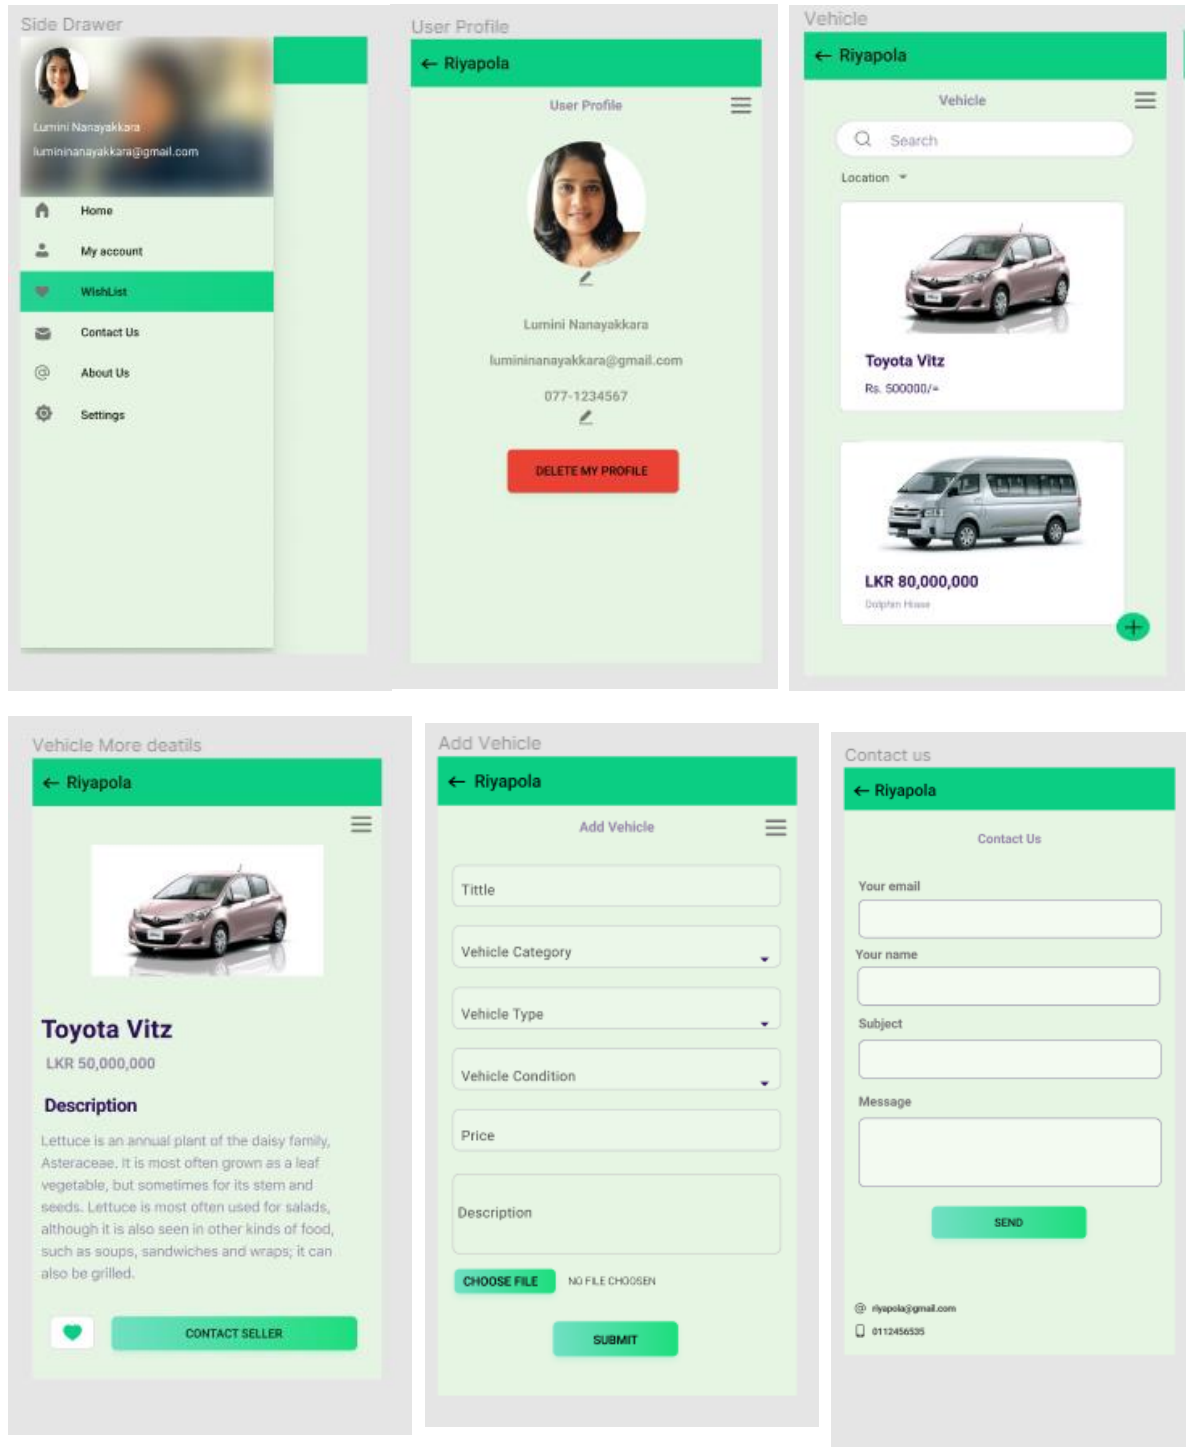 Side Drawer
Lumini Nanayakkara
lumininanayakkara@gmail.com
Home
My account
WishList
Contact Us
About Us
Settings
User Profile
← Riyapola
User Profile
Lumini Nanayakkara
lumininanayakkara@gmail.com
077-1234567
DELETE MY PROFILE
Vehicle
← Riyapola
Vehicle
Search
Location
Toyota Vitz
Rs. 500000/=
LKR 80,000,000
Dolphin Hiase
Vehicle More deatils
← Riyapola
Toyota Vitz
LKR 50,000,000
Description
Lettuce is an annual plant of the daisy family,
Asteraceae. It is most often grown as a leaf
vegetable, but sometimes for its stem and
seeds. Lettuce is most often used for salads,
although it is also seen in other kinds of food,
such as soups, sandwiches and wraps; it can
also be grilled.
CONTACT SELLER
Add Vehicle
← Riyapola
Add Vehicle
Tittle
Vehicle Category
Vehicle Type
Vehicle Condition
Price
Description
CHOOSE FILE NO FILE CHOOSEN
SUBMIT
Contact us
← Riyapola
Contact Us
Your email
Your name
Subject
Message
SEND
riyapola@gmail.com
0112456535